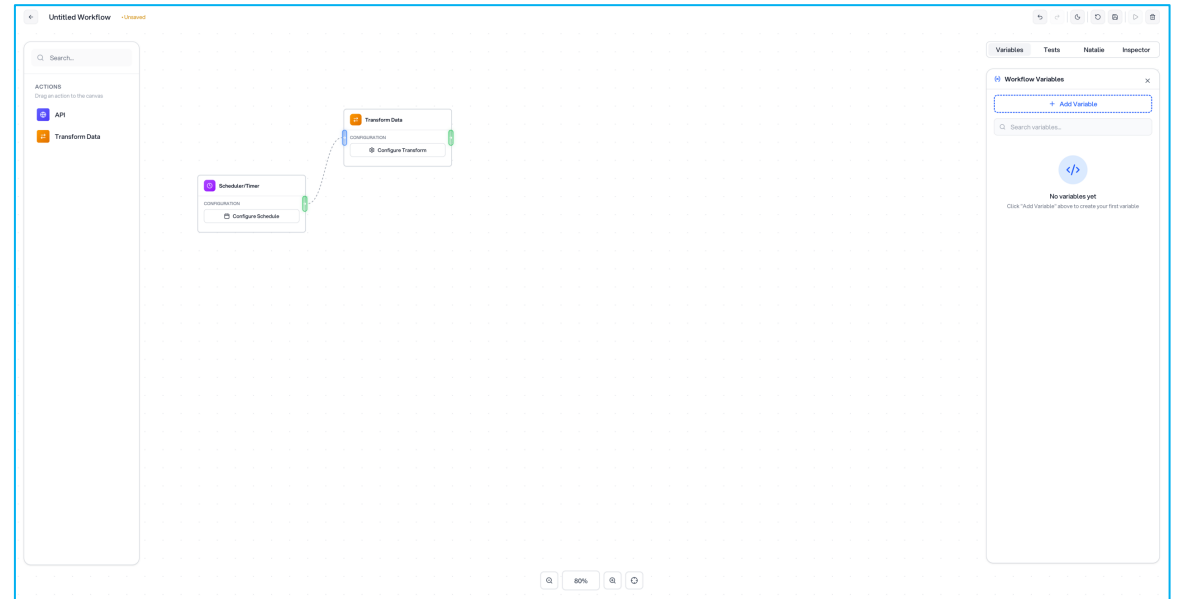 Untitled Workflow
• Unsaved
Search...
ACTIONS
Drag an action to the canvas
API
Transform Data
Transform Data
CONFIGURATION
Configure Transform
Scheduler/Timer
CONFIGURATION
Configure Schedule
80%
Variables Tests Natalie Inspector
Workflow Variables
+ Add Variable
Search variables...
</>
No variables yet
Click "Add Variable" above to create your first variable